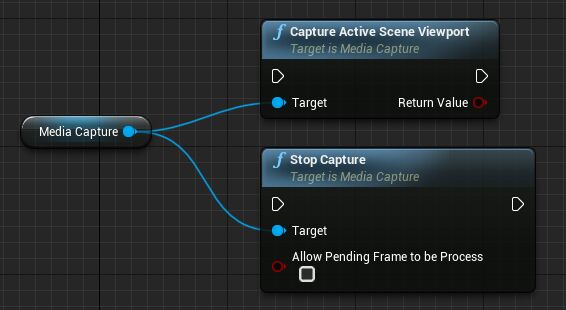 Capture Active Scene Viewport
Target is Media Capture
Target
Return Value
Media Capture
Stop Capture
Target is Media Capture
Target
Allow Pending Frame to be Process